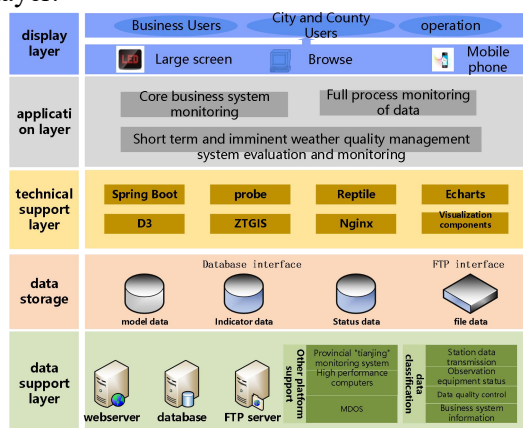 layer.
display
layer
Business Users
City and County
Users
operation
LED
Large screen
Browse
Mobile
phone
applicati
on layer
Core business system
monitoring
Full process monitoring
of data
Short term and imminent weather quality management
system evaluation and monitoring
technical
support
layer
Spring Boot
probe
Reptile
Echarts
D3
ZTGIS
Nginx
Visualization
components
data
storage
Database interface
FTP interface
model data
Indicator data
Status data
file data
data
support
layer
webserver
database
FTP server
Other platform
support
Provincial "tianjing"
monitoring system
High performance
computers
MDOS
data
classification
Station data
transmission
Observation
equipment status
Data quality control
Business system
information